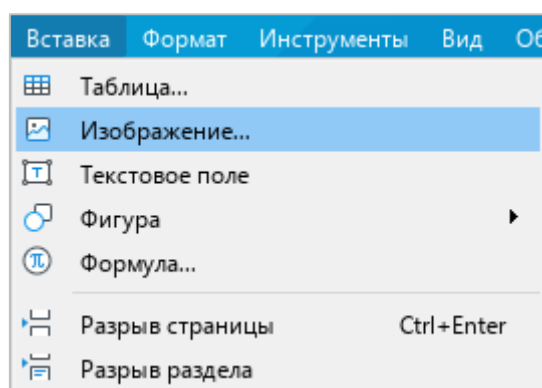 Вставка Формат Инструменты Вид
Таблица...
Изображение...
Текстовое поле
Фигура
Формула...
Разрыв страницы Ctrl+Enter
Разрыв раздела